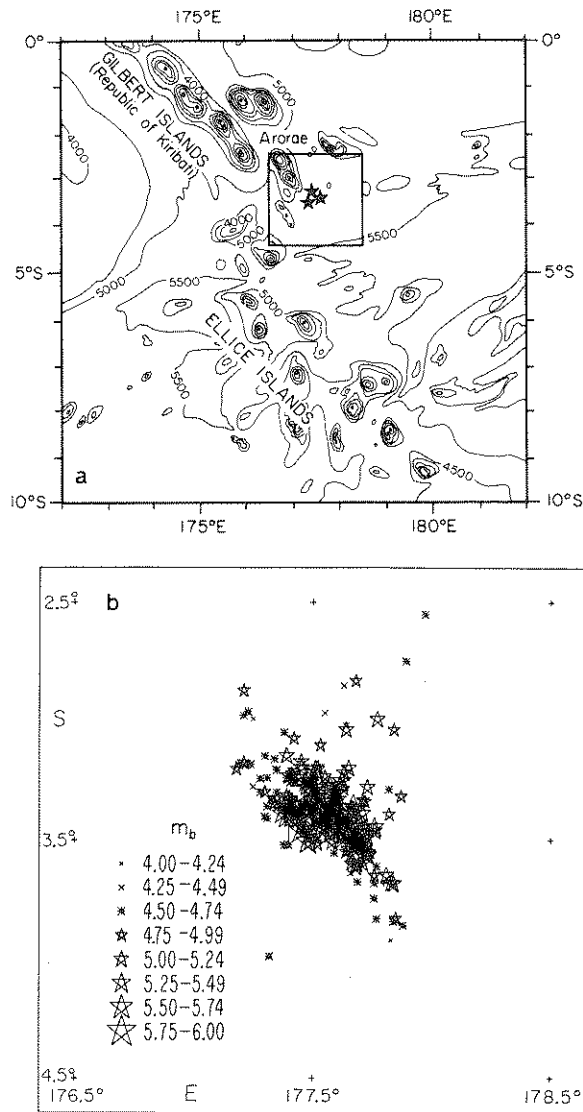 175°E 180°
0° 0°
GILBERT ISLANDS
(Republic of Kiribati)
4000
5000
4000
Arorae
4000
5000
5500
5°S 5°S
5000
5500
5000
ELLICE ISLANDS
5500
5000
4500
a
10°S 10°S
175°E 180°
b
2.5°
S
3.5°
m_b
4.00–4.24
4.25–4.49
4.50–4.74
4.75–4.99
5.00–5.24
5.25–5.49
5.50–5.74
5.75–6.00
4.5°
176.5° E 177.5° 178.5°